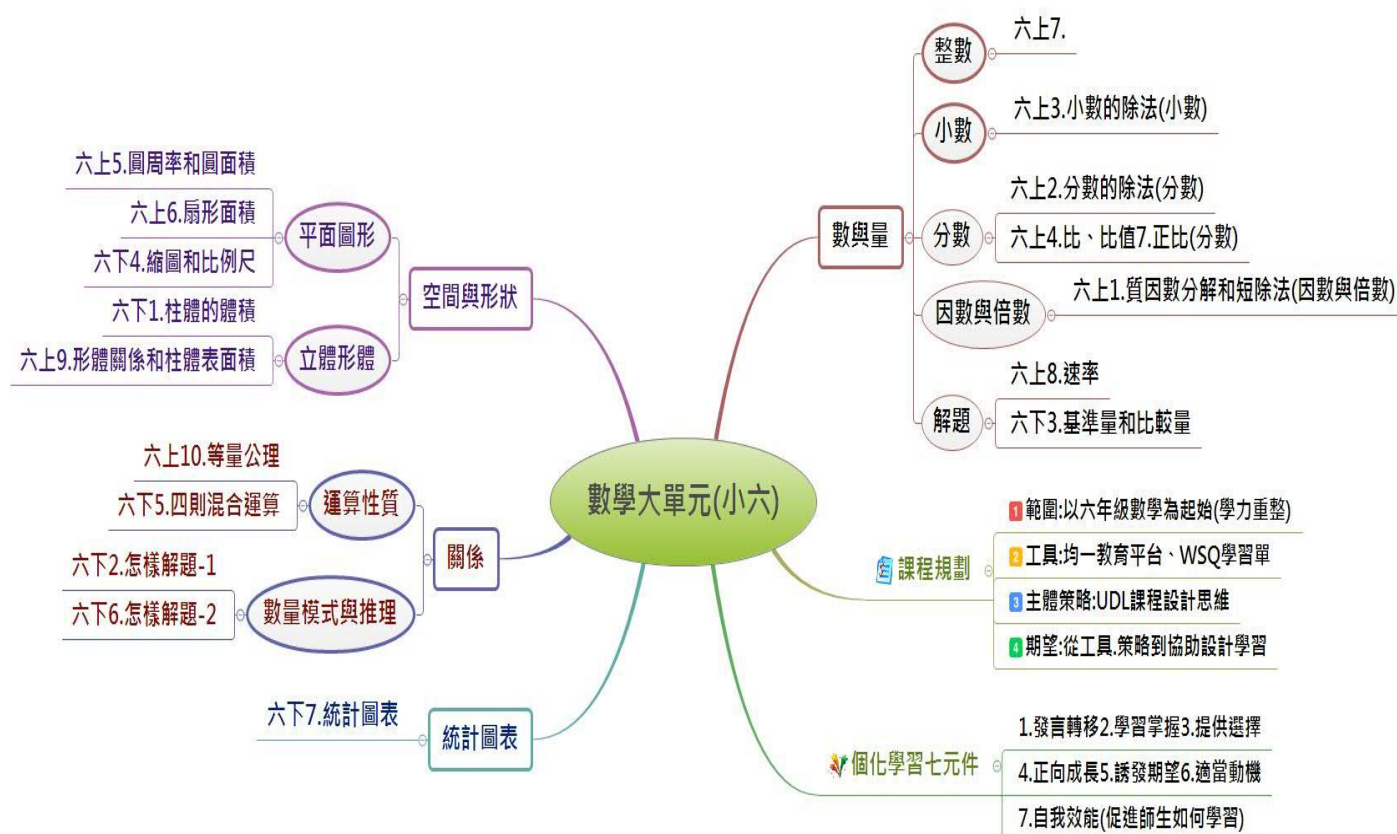 數學大單元(小六)
數與量
整數
六上7.
小數
六上3.小數的除法(小數)
分數
六上2.分數的除法(分數)
六上4.比、比值7.正比(分數)
因數與倍數
六上1.質因數分解和短除法(因數與倍數)
解題
六上8.速率
六下3.基準量和比較量
課程規劃
1 範圍:以六年級數學為起始(學力重整)
2 工具:均一教育平台、WSQ學習單
3 主體策略:UDL課程設計思維
4 期望:從工具.策略到協助設計學習
個化學習七元件
1.發言轉移2.學習掌握3.提供選擇
4.正向成長5.誘發期望6.適當動機
7.自我效能(促進師生如何學習)
空間與形狀
平面圖形
六上5.圓周率和圓面積
六上6.扇形面積
六下4.縮圖和比例尺
立體形體
六下1.柱體的體積
六上9.形體關係和柱體表面積
關係
運算性質
六上10.等量公理
六下5.四則混合運算
數量模式與推理
六下2.怎樣解題-1
六下6.怎樣解題-2
統計圖表
六下7.統計圖表